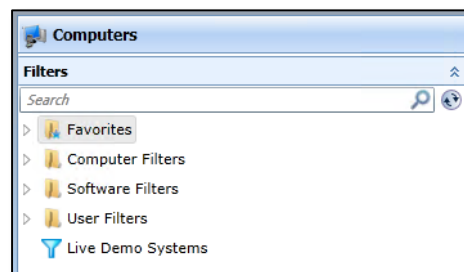 Computers
Filters
Search
Favorites
Computer Filters
Software Filters
User Filters
Live Demo Systems